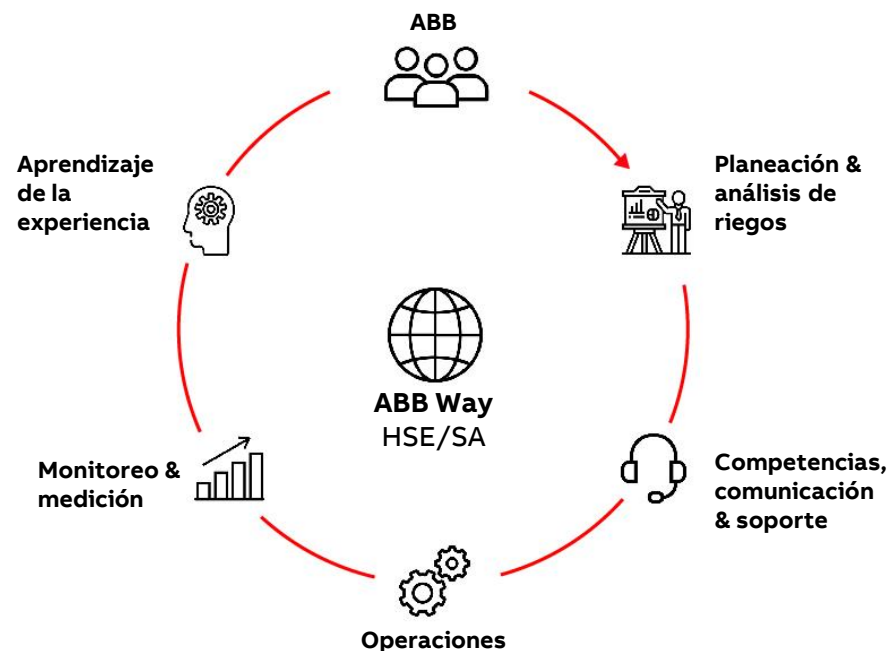 ABB
Planeación &
análisis de
riegos
Competencias,
comunicación
& soporte
Operaciones
Monitoreo &
medición
Aprendizaje
de la
experiencia
ABB Way
HSE/SA